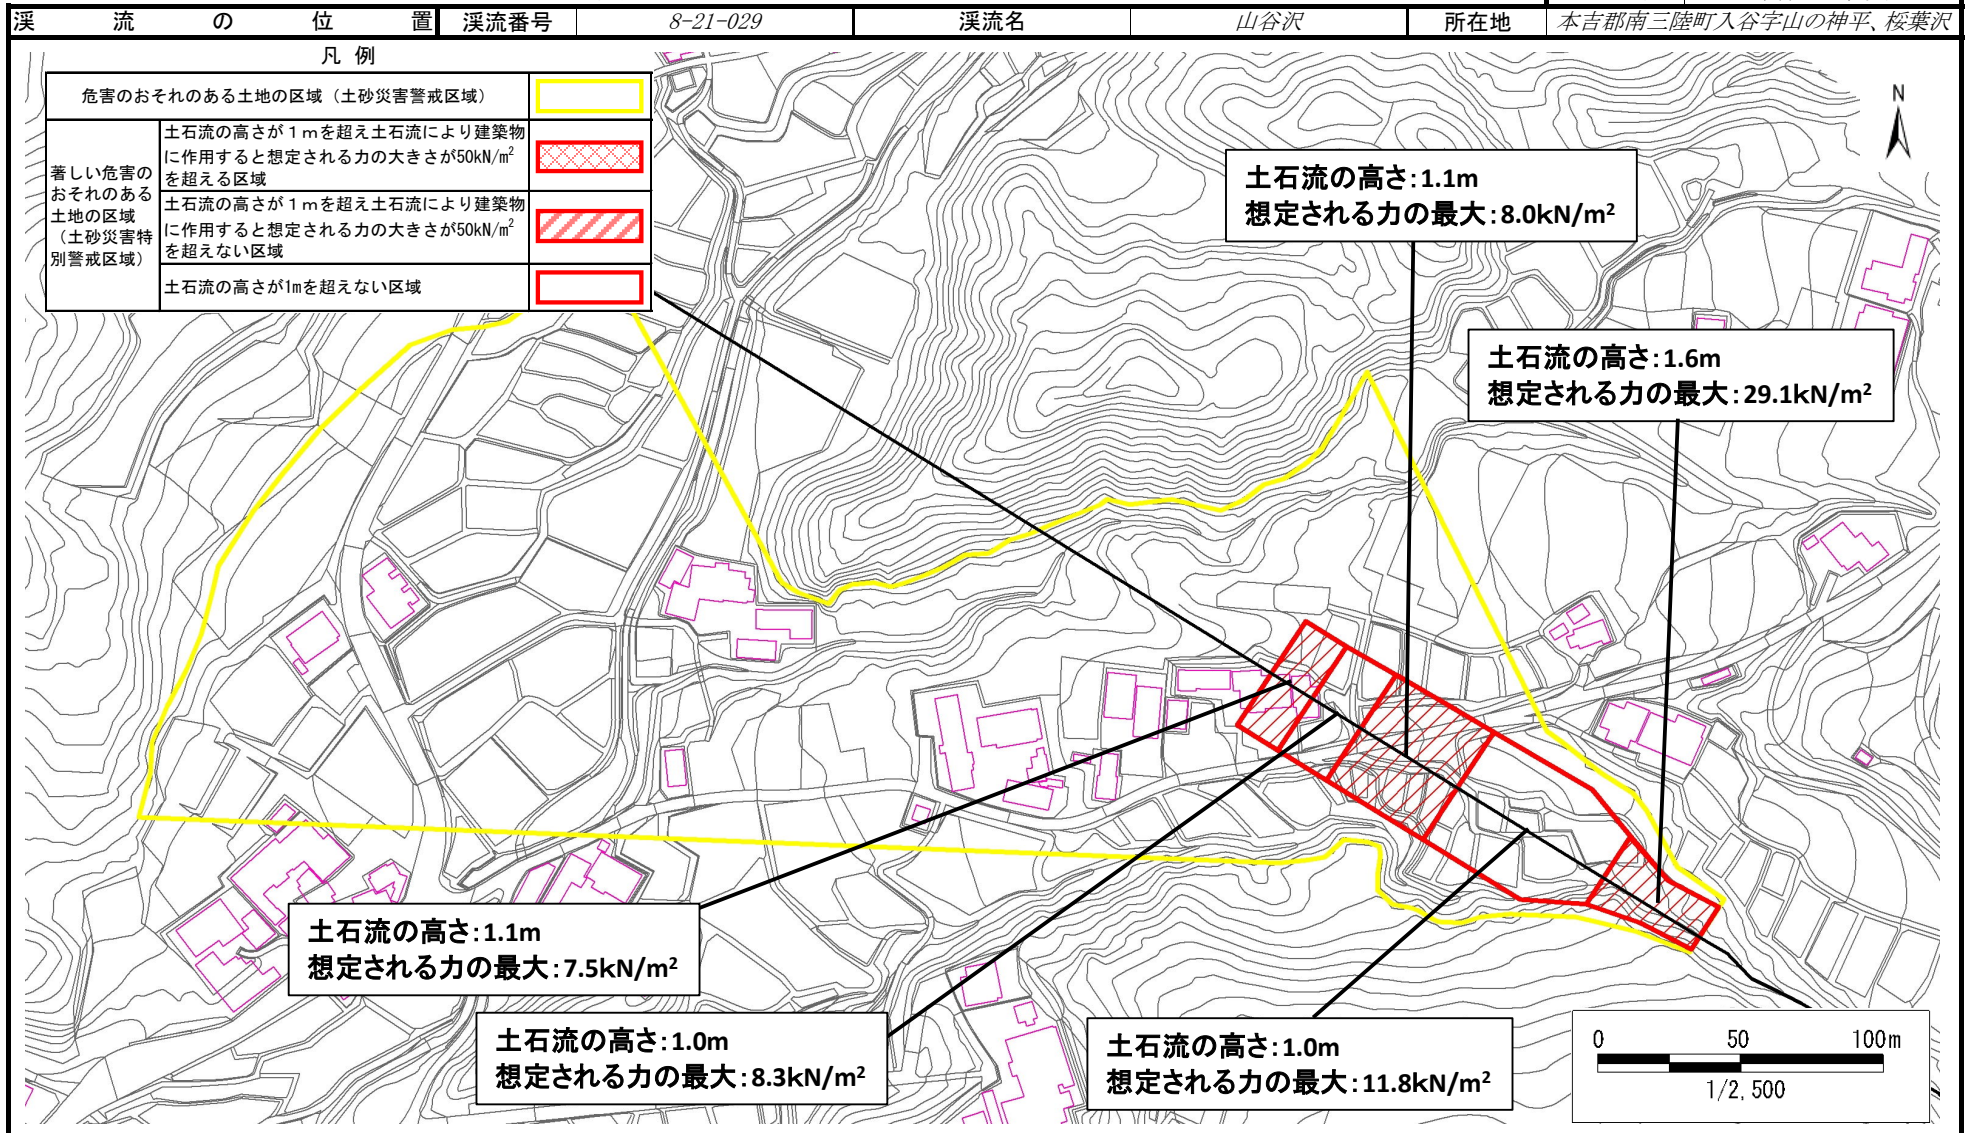 渓流の位置 渓流番号 8-21-029 渓流名 山谷沢 所在地 本吉郡南三陸町入谷字山の神平、桜葉沢
凡例
危害のおそれのある土地の区域（土砂災害警戒区域）
著しい危害の
おそれのある
土地の区域
（土砂災害特
別警戒区域）
土石流の高さが１ｍを超え土石流により建築物
に作用すると想定される力の大きさが50kN/m²
を超える区域
土石流の高さが１ｍを超え土石流により建築物
に作用すると想定される力の大きさが50kN/m²
を超えない区域
土石流の高さが1mを超えない区域
N
土石流の高さ：1.1m
想定される力の最大：8.0kN/m²
土石流の高さ：1.6m
想定される力の最大：29.1kN/m²
土石流の高さ：1.1m
想定される力の最大：7.5kN/m²
土石流の高さ：1.0m
想定される力の最大：8.3kN/m²
土石流の高さ：1.0m
想定される力の最大：11.8kN/m²
0 50 100m
1/2,500